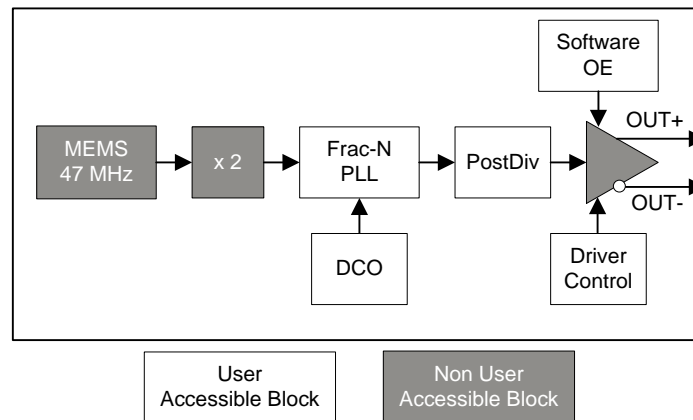 Software
OE
OUT+
MEMS
47 MHz
x 2
Frac-N
PLL
PostDiv
OUT-
DCO
Driver
Control
User
Accessible Block
Non User
Accessible Block